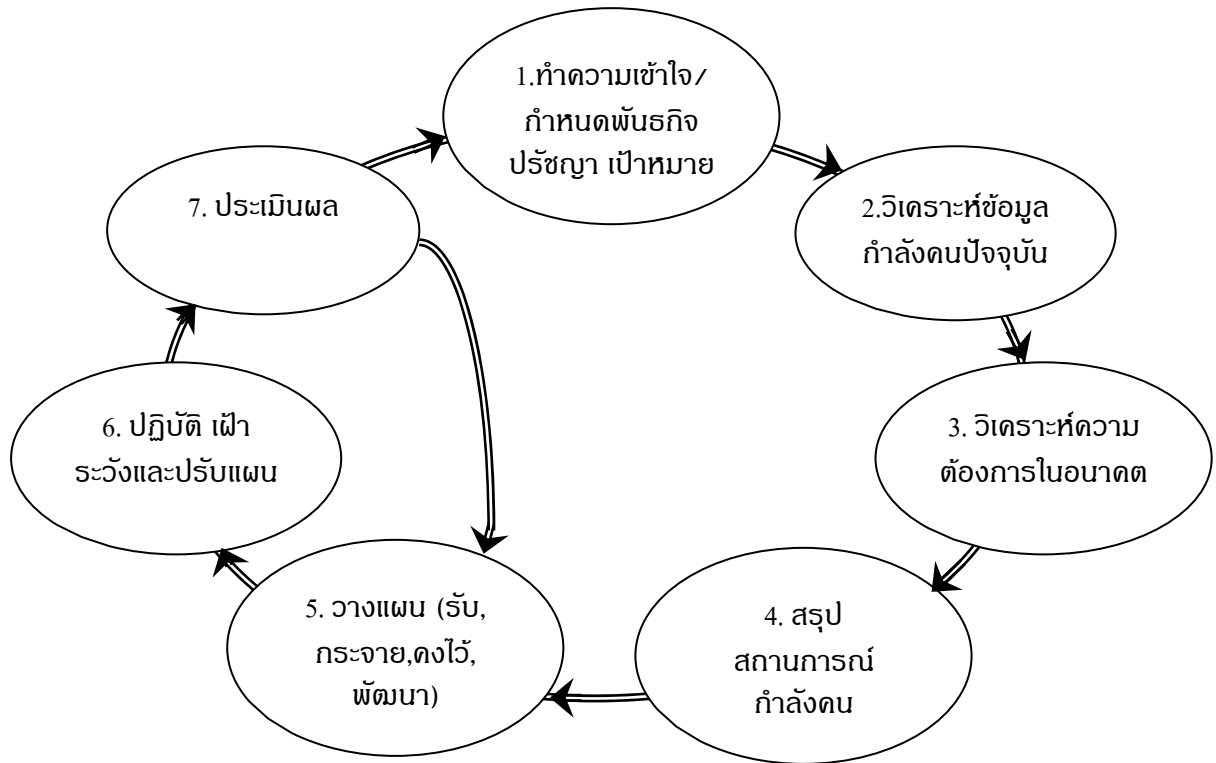 1.ทำความเข้าใจ/
กำหนดพันธกิจ
ปรัชญา เป้าหมาย
2.วิเคราะห์ข้อมูล
กำลังคนปัจจุบัน
3. วิเคราะห์ความ
ต้องการในอนาคต
4. สรุป
สถานการณ์
กำลังคน
5. วางแผน (รับ,
กระจาย,คงไว้,
พัฒนา)
6. ปฏิบัติ เฝ้า
ระวังและปรับแผน
7. ประเมินผล